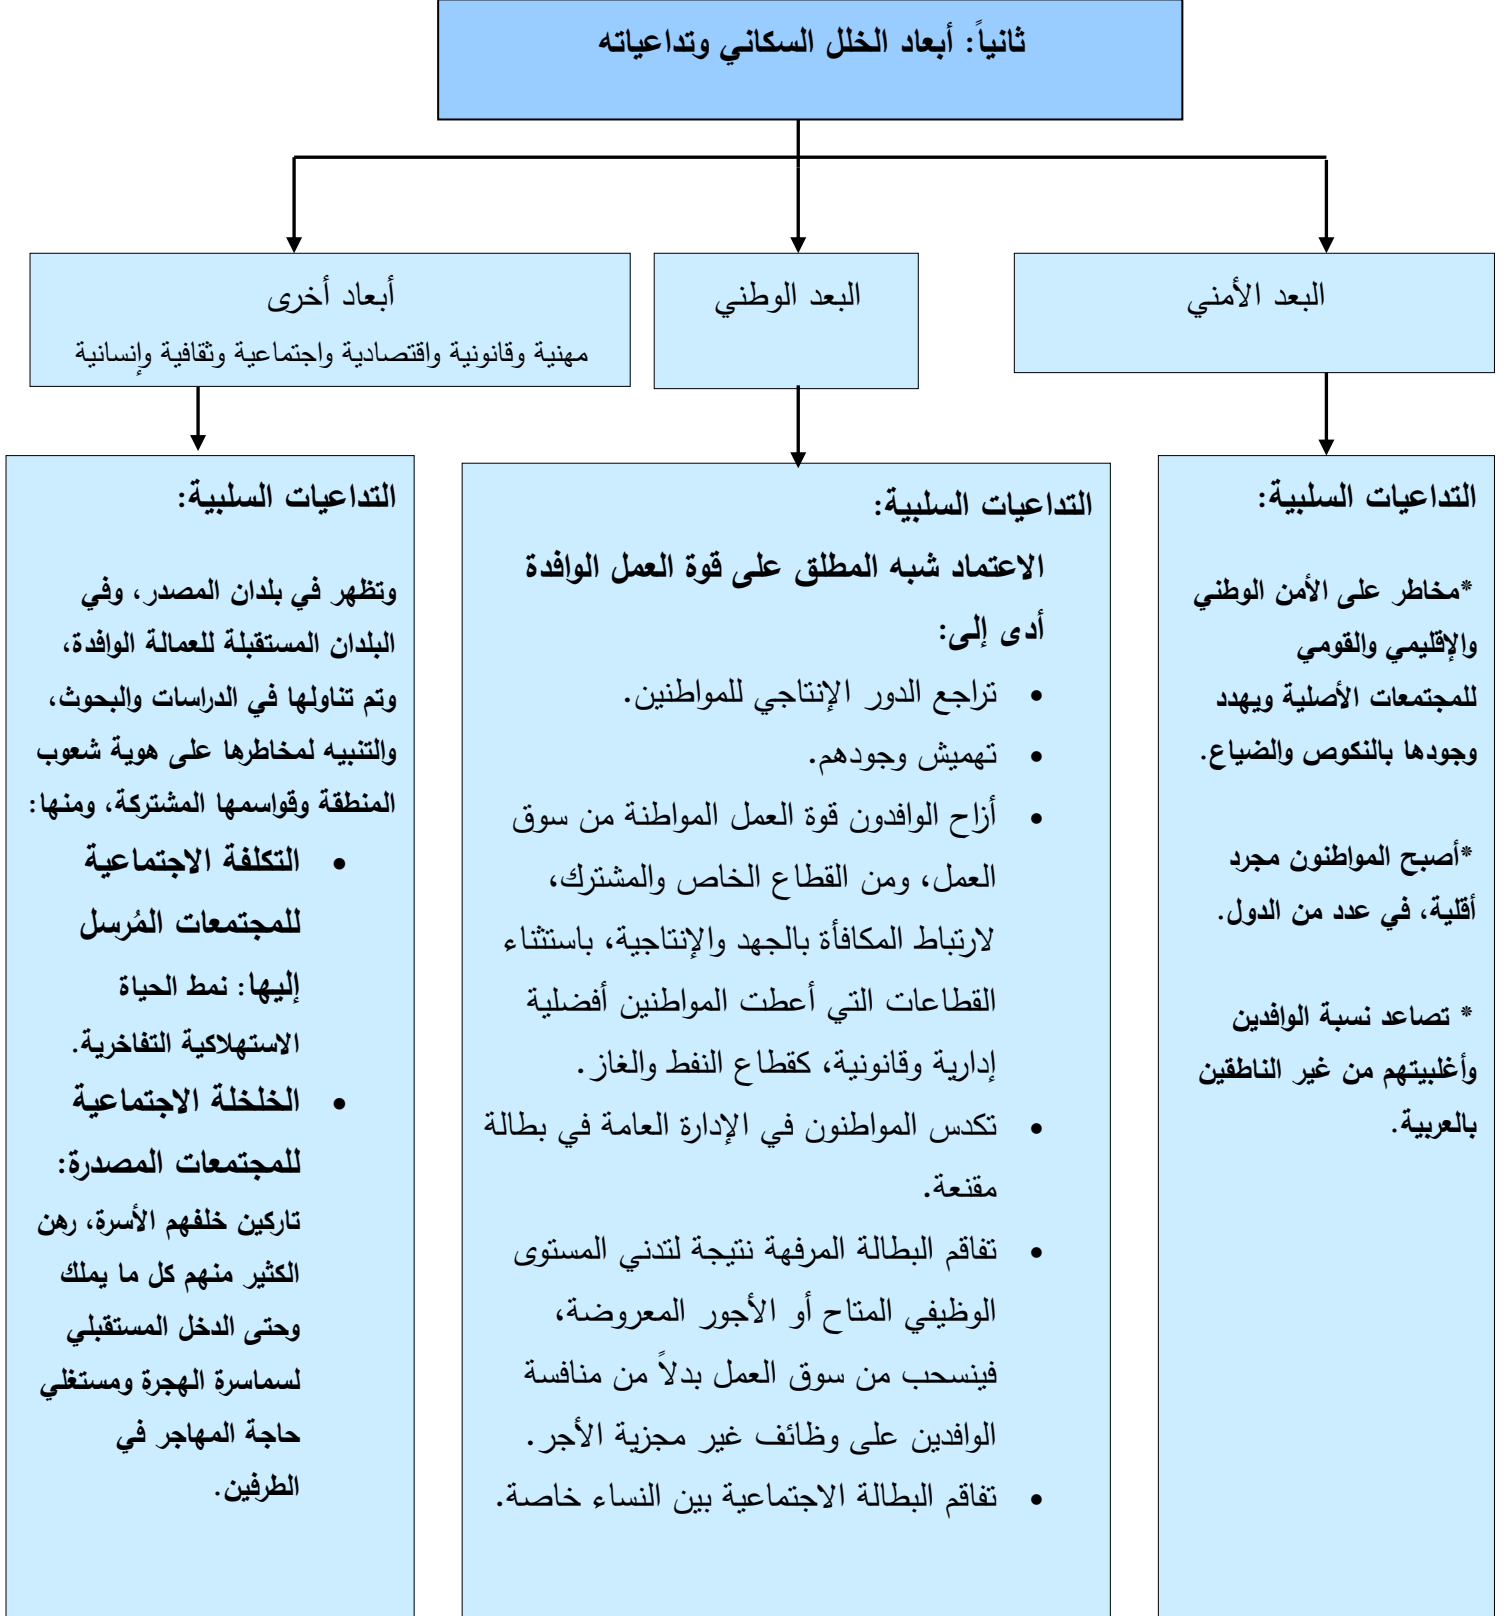 ثانياً: أبعاد الخلل السكاني وتداعياته
البعد الأمني
البعد الوطني
أبعاد أخرى
مهنية وقانونية واقتصادية واجتماعية وثقافية وإنسانية
التداعيات السلبية:
*مخاطر على الأمن الوطني
والإقليمي والقومي
للمجتمعات الأصلية ويهدد
وجودها بالنكوص والضياع.
*أصبح المواطنون مجرد
أقلية، في عدد من الدول.
* تصاعد نسبة الوافدين
وأغلبيتهم من غير الناطقين
بالعربية.
التداعيات السلبية:
الاعتماد شبه المطلق على قوة العمل الوافدة
أدى إلى:
• تراجع الدور الإنتاجي للمواطنين.
• تهميش وجودهم.
• أزاح الوافدون قوة العمل المواطنة من سوق
العمل، ومن القطاع الخاص والمشترك،
لارتباط المكافأة بالجهد والإنتاجية، باستثناء
القطاعات التي أعطت المواطنين أفضلية
إدارية وقانونية، كقطاع النفط والغاز.
• تكدس المواطنون في الإدارة العامة في بطالة
مقنعة.
• تفاقم البطالة المرفهة نتيجة لتدني المستوى
الوظيفي المتاح أو الأجور المعروضة،
فينسحب من سوق العمل بدلاً من منافسة
الوافدين على وظائف غير مجزية الأجر.
• تفاقم البطالة الاجتماعية بين النساء خاصة.
التداعيات السلبية:
وتظهر في بلدان المصدر، وفي
البلدان المستقبلة للعمالة الوافدة،
وتم تناولها في الدراسات والبحوث،
والتنبيه لمخاطرها على هوية شعوب
المنطقة وقواسمها المشتركة، ومنها:
• التكلفة الاجتماعية
للمجتمعات المُرسل
إليها: نمط الحياة
الاستهلاكية التفاخرية.
• الخلخلة الاجتماعية
للمجتمعات المصدرة:
تاركين خلفهم الأسرة، رهن
الكثير منهم كل ما يملك
وحتى الدخل المستقبلي
لسماسرة الهجرة ومستغلي
حاجة المهاجر في
الطرفين.